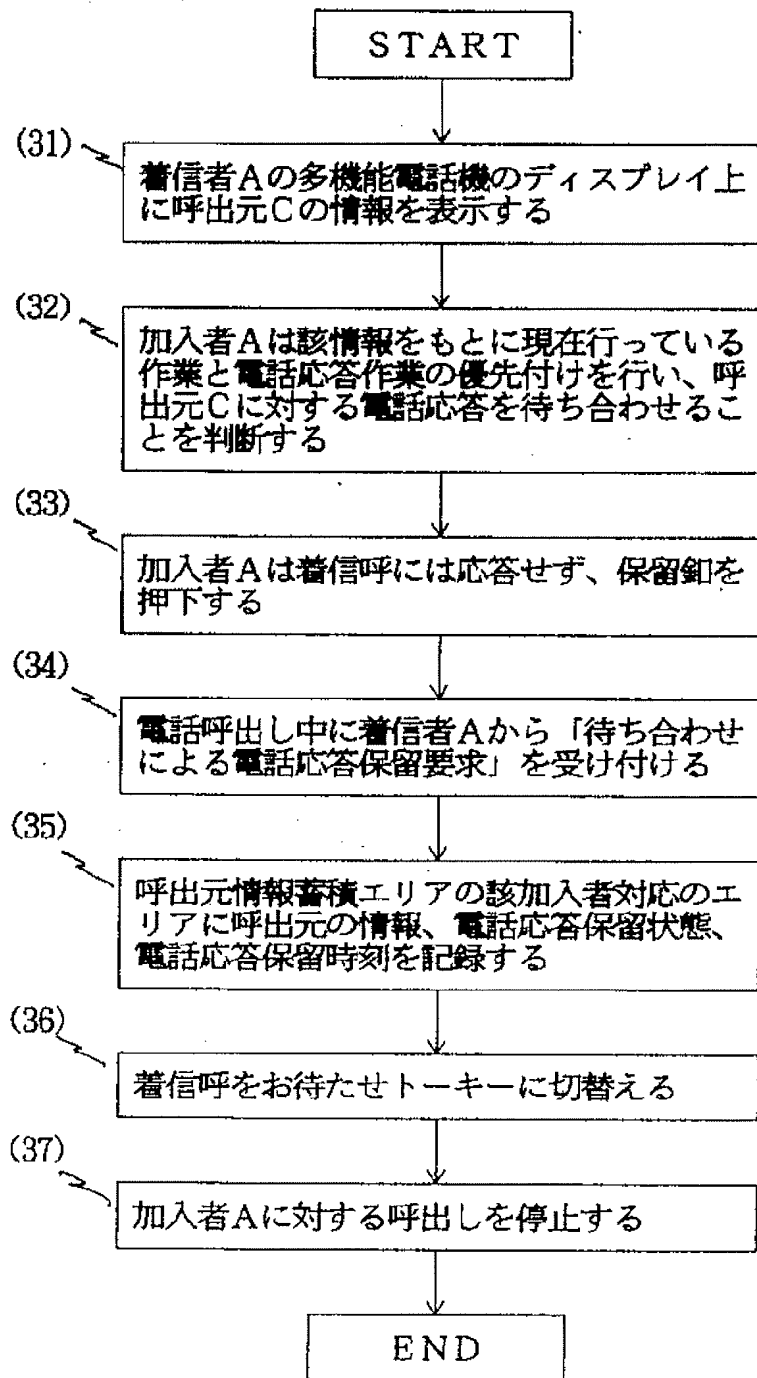 START
(31)
着信者Aの多機能電話機のディスプレイ上
に呼出元Cの情報を表示する
(32)
加入者Aは該情報をもとに現在行っている
作業と電話応答作業の優先付けを行い、呼
出元Cに対する電話応答を待ち合わせるこ
とを判断する
(33)
加入者Aは着信呼には応答せず、保留釦を
押下する
(34)
電話呼出し中に着信者Aから「待ち合わせ
による電話応答保留要求」を受け付ける
(35)
呼出元情報蓄積エリアの該加入者対応のエ
リアに呼出元の情報、電話応答保留状態、
電話応答保留時刻を記録する
(36)
着信呼をお待たせトーキーに切替える
(37)
加入者Aに対する呼出しを停止する
END